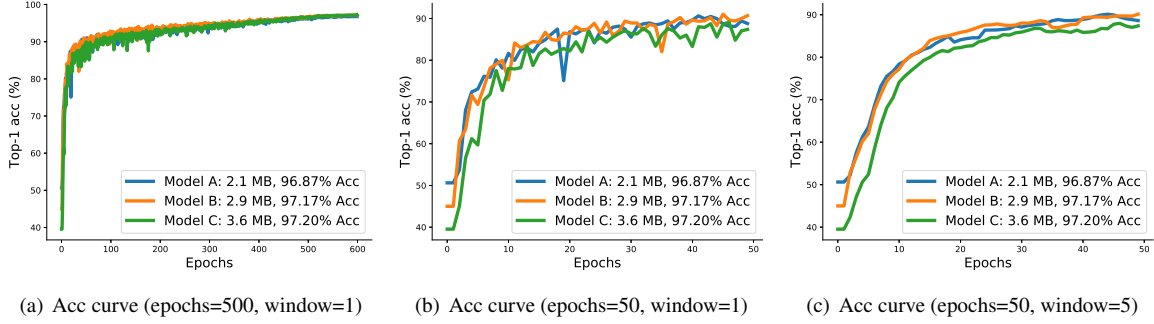 100
90
80
70
60
50
40
Top-1 acc (%)
0 100 200 300 400 500 600
Epochs
Model A: 2.1 MB, 96.87% Acc
Model B: 2.9 MB, 97.17% Acc
Model C: 3.6 MB, 97.20% Acc
(a) Acc curve (epochs=500, window=1)
90
80
70
60
50
40
Top-1 acc (%)
0 10 20 30 40 50
Epochs
Model A: 2.1 MB, 96.87% Acc
Model B: 2.9 MB, 97.17% Acc
Model C: 3.6 MB, 97.20% Acc
(b) Acc curve (epochs=50, window=1)
90
80
70
60
50
40
Top-1 acc (%)
0 10 20 30 40 50
Epochs
Model A: 2.1 MB, 96.87% Acc
Model B: 2.9 MB, 97.17% Acc
Model C: 3.6 MB, 97.20% Acc
(c) Acc curve (epochs=50, window=5)